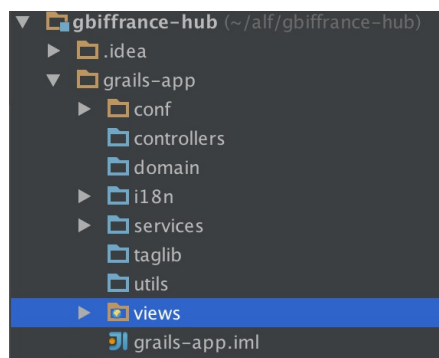 gbiffrance-hub (~/alf/gbiffrance-hub)
.idea
grails-app
conf
controllers
domain
i18n
services
taglib
utils
views
grails-app.iml